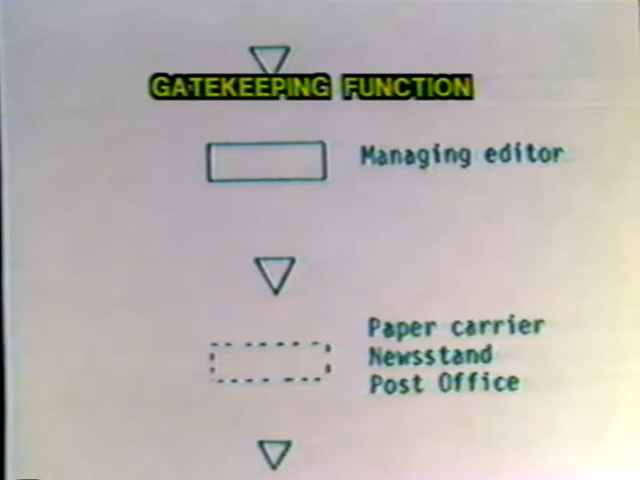 GATEKEEPING FUNCTION
Managing editor
Paper carrier
Newsstand
Post Office